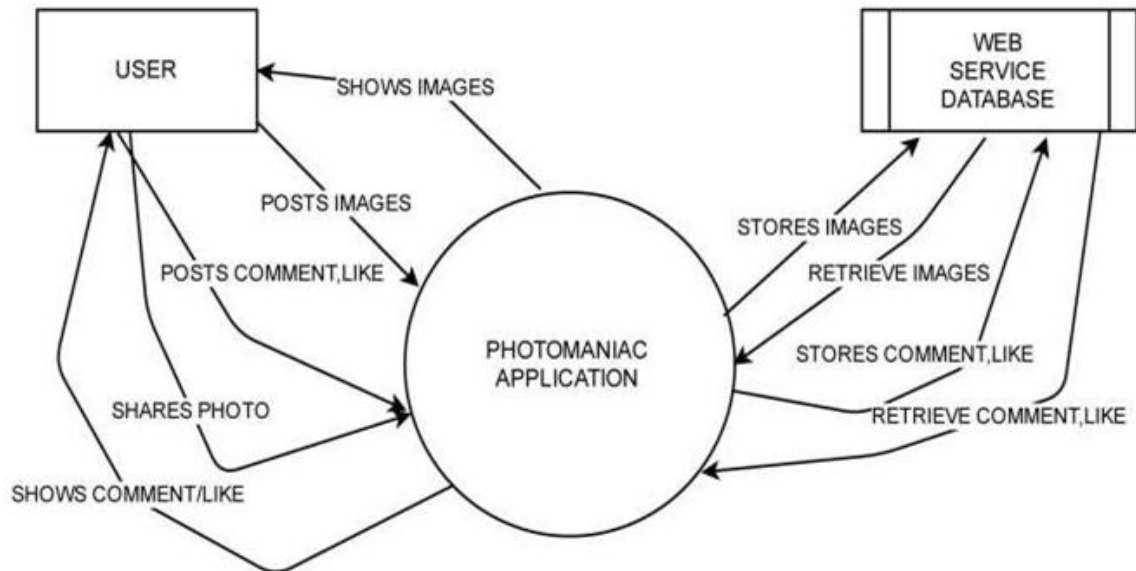 USER
WEB
SERVICE
DATABASE
SHOWS IMAGES
POSTS IMAGES
STORES IMAGES
POSTS COMMENT,LIKE
RETRIEVE IMAGES
PHOTOMANIAC
APPLICATION
STORES COMMENT,LIKE
SHARES PHOTO
RETRIEVE COMMENT,LIKE
SHOWS COMMENT/LIKE